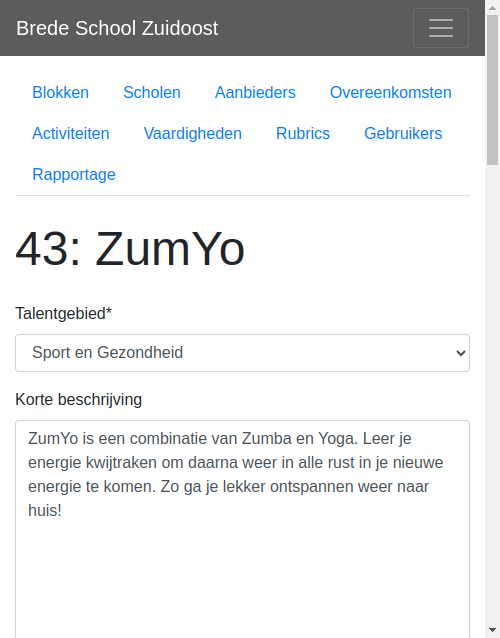 Brede School Zuidoost
Blokken Scholen Aanbieders Overeenkomsten
Activiteiten Vaardigheden Rubrics Gebruikers
Rapportage
43: ZumYo
Talentgebied*
Sport en Gezondheid
Korte beschrijving
ZumYo is een combinatie van Zumba en Yoga. Leer je
energie kwijtraken om daarna weer in alle rust in je nieuwe
energie te komen. Zo ga je lekker ontspannen weer naar
huis!